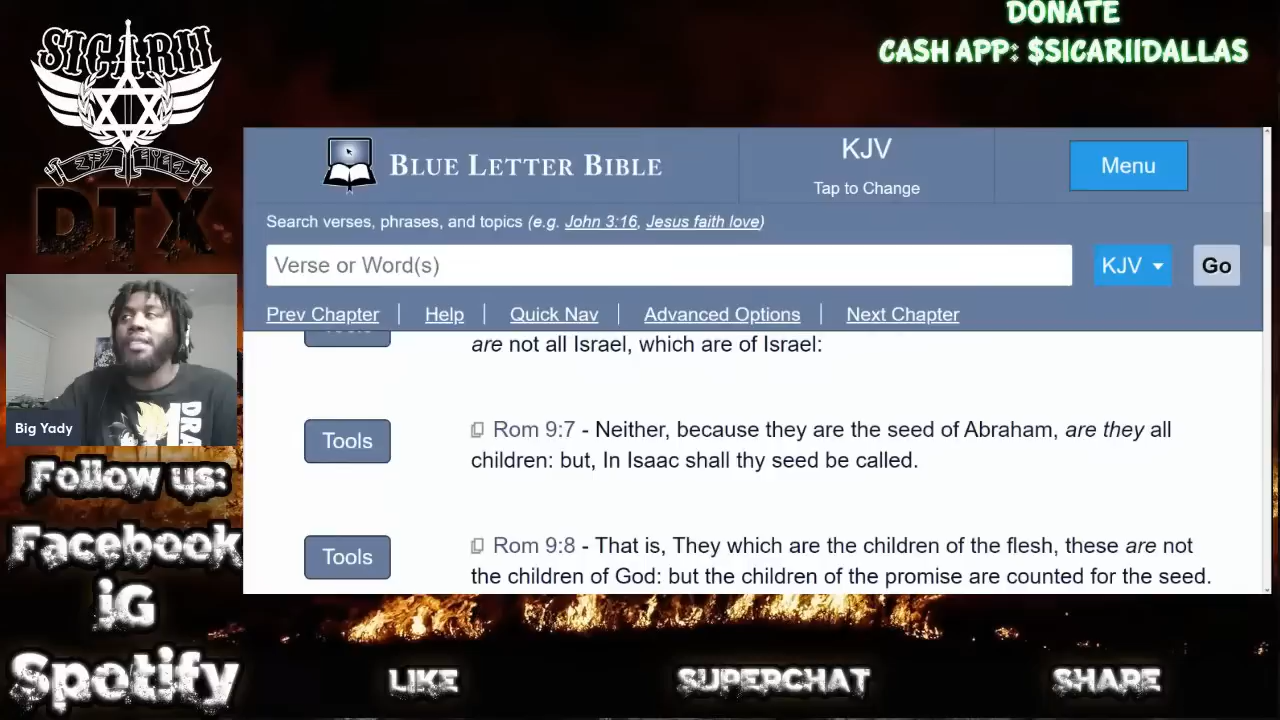 DONATE
CASH APP: $SICARIIDALLAS
SICARII
DTX
BLUE LETTER BIBLE
KJV
Tap to Change
Menu
Search verses, phrases, and topics (e.g. John 3:16, Jesus faith love)
Verse or Word(s)
KJV
Go
Prev Chapter
Help
Quick Nav
Advanced Options
Next Chapter
are not all Israel, which are of Israel:
Tools
Rom 9:7 - Neither, because they are the seed of Abraham, are they all
children: but, In Isaac shall thy seed be called.
Tools
Rom 9:8 - That is, They which are the children of the flesh, these are not
the children of God: but the children of the promise are counted for the seed.
Big Yady
Follow us:
Facebook
iG
Spotify
LIKE
SUPERCHAT
SHARE